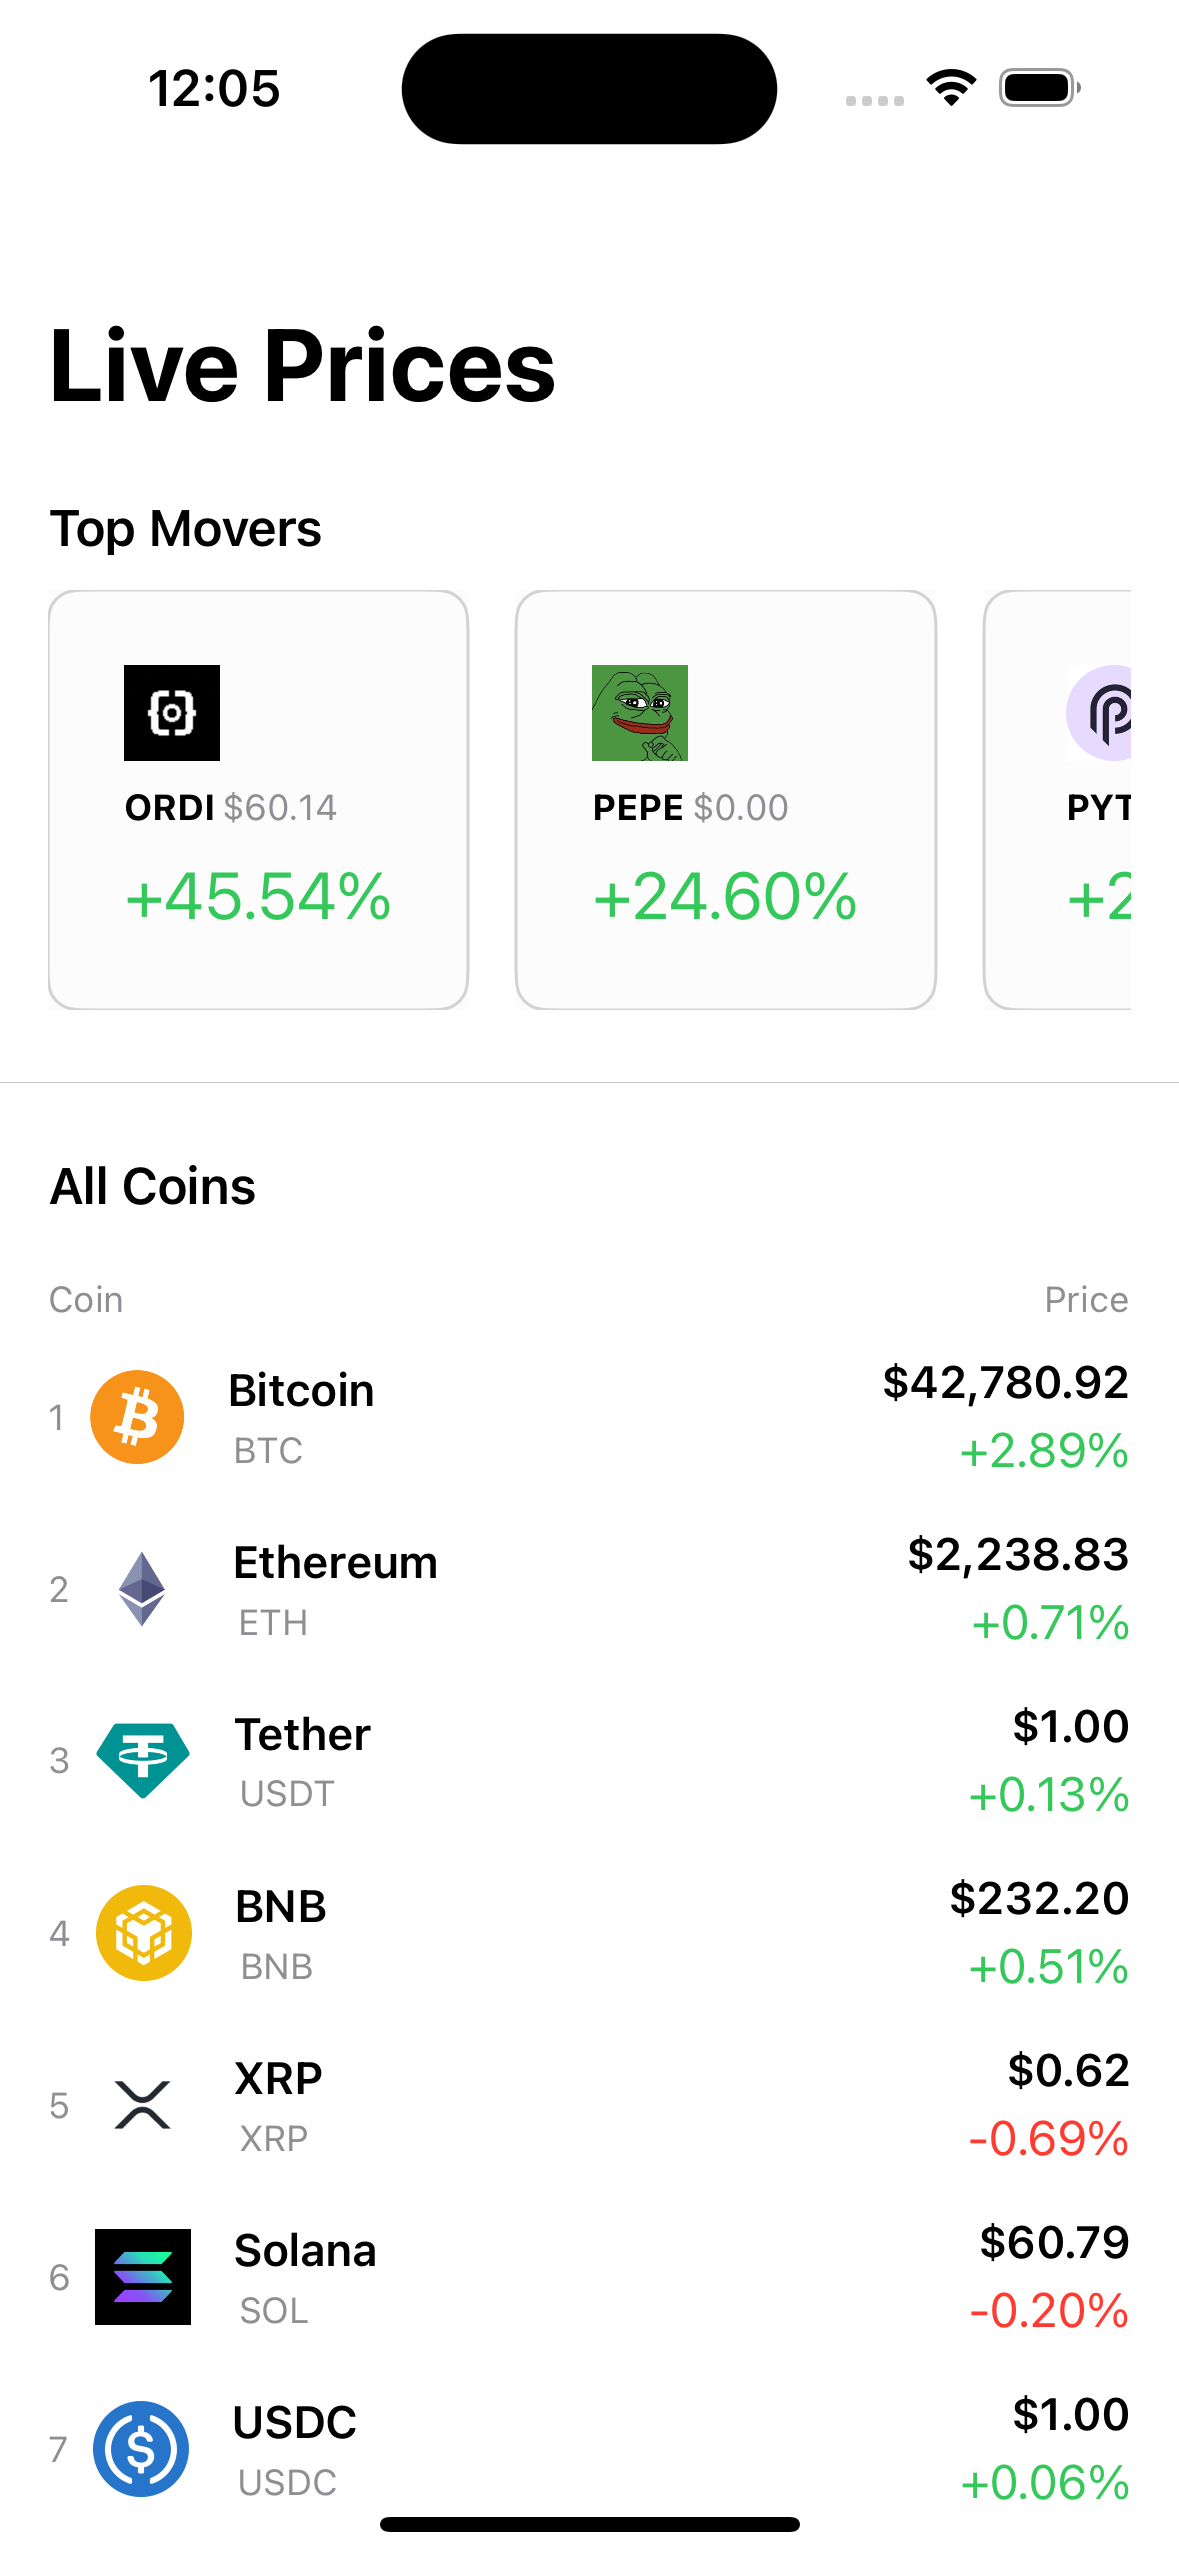 12:05
Live Prices
Top Movers
ORDI $60.14
+45.54%
PEPE $0.00
+24.60%
PYT
+2
All Coins
Coin Price
1 Bitcoin $42,780.92
BTC +2.89%
2 Ethereum $2,238.83
ETH +0.71%
3 Tether $1.00
USDT +0.13%
4 BNB $232.20
BNB +0.51%
5 XRP $0.62
XRP -0.69%
6 Solana $60.79
SOL -0.20%
7 USDC $1.00
USDC +0.06%